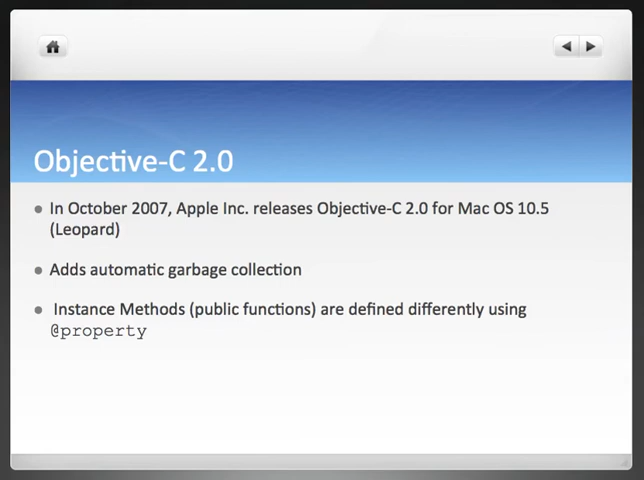 Objective-C 2.0
In October 2007, Apple Inc. releases Objective-C 2.0 for Mac OS 10.5
(Leopard)
Adds automatic garbage collection
Instance Methods (public functions) are defined differently using
@property